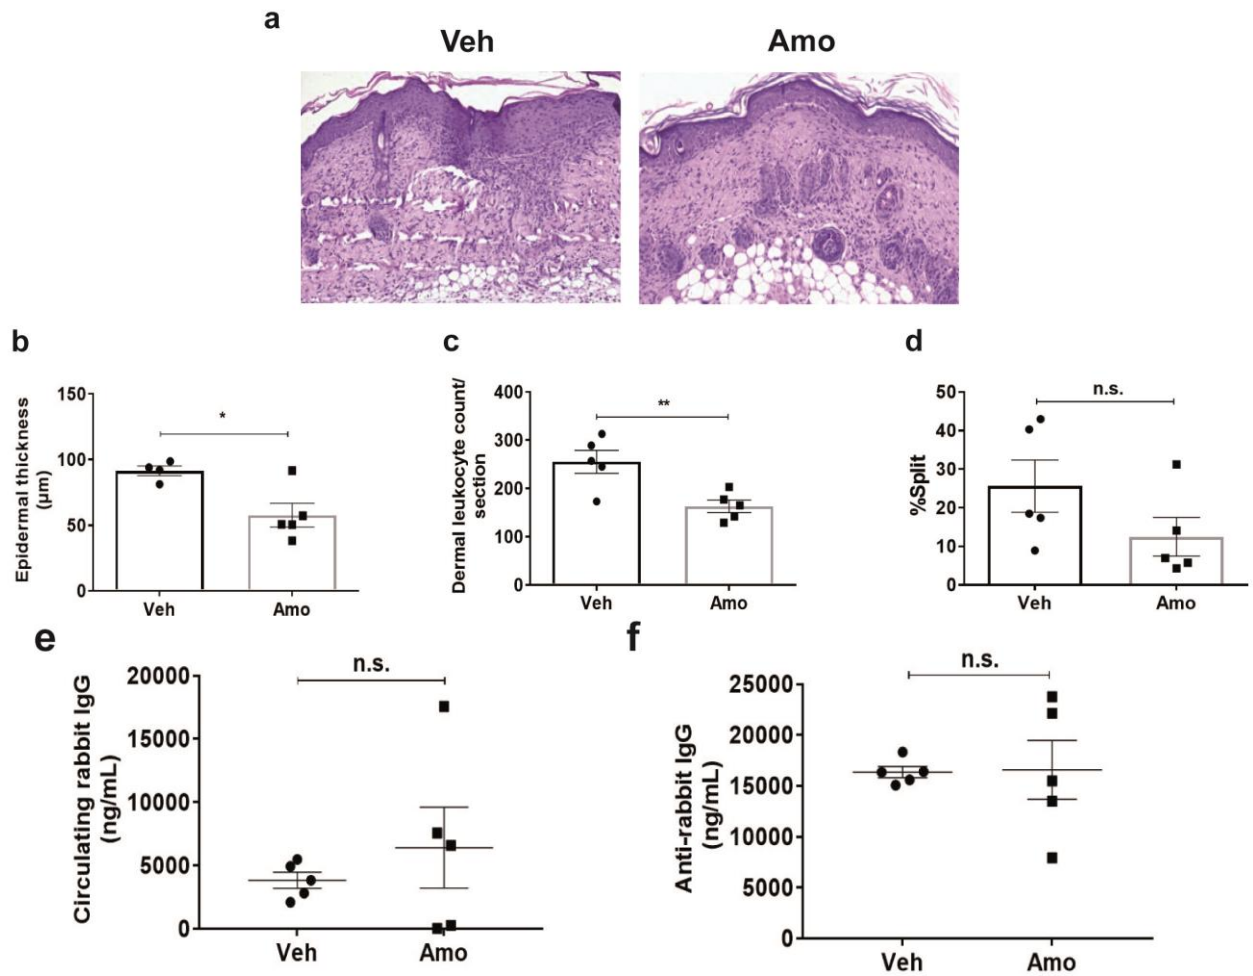 a
Veh
Amo
b
Epidermal thickness
(µm)
150
100
50
0
*
Veh
Amo
c
Dermal leukocyte count/
section
400
300
200
100
0
**
Veh
Amo
d
%Split
50
40
30
20
10
0
n.s.
Veh
Amo
e
Circulating rabbit IgG
(ng/mL)
20000
15000
10000
5000
0
n.s.
Veh
Amo
f
Anti-rabbit IgG
(ng/mL)
25000
20000
15000
10000
5000
0
n.s.
Veh
Amo